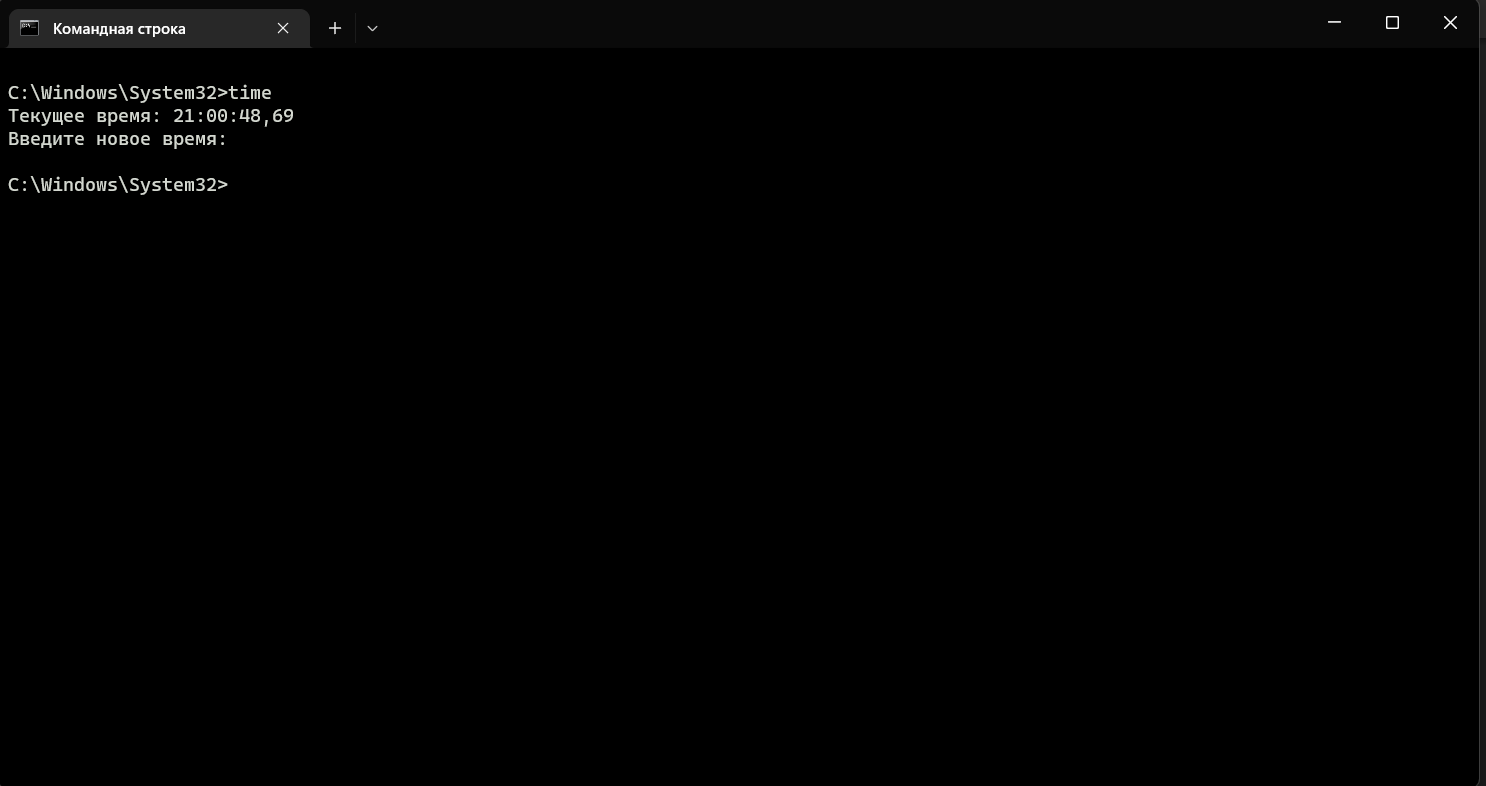 Командная строка
C:\Windows\System32>time
Текущее время: 21:00:48,69
Введите новое время:
C:\Windows\System32>